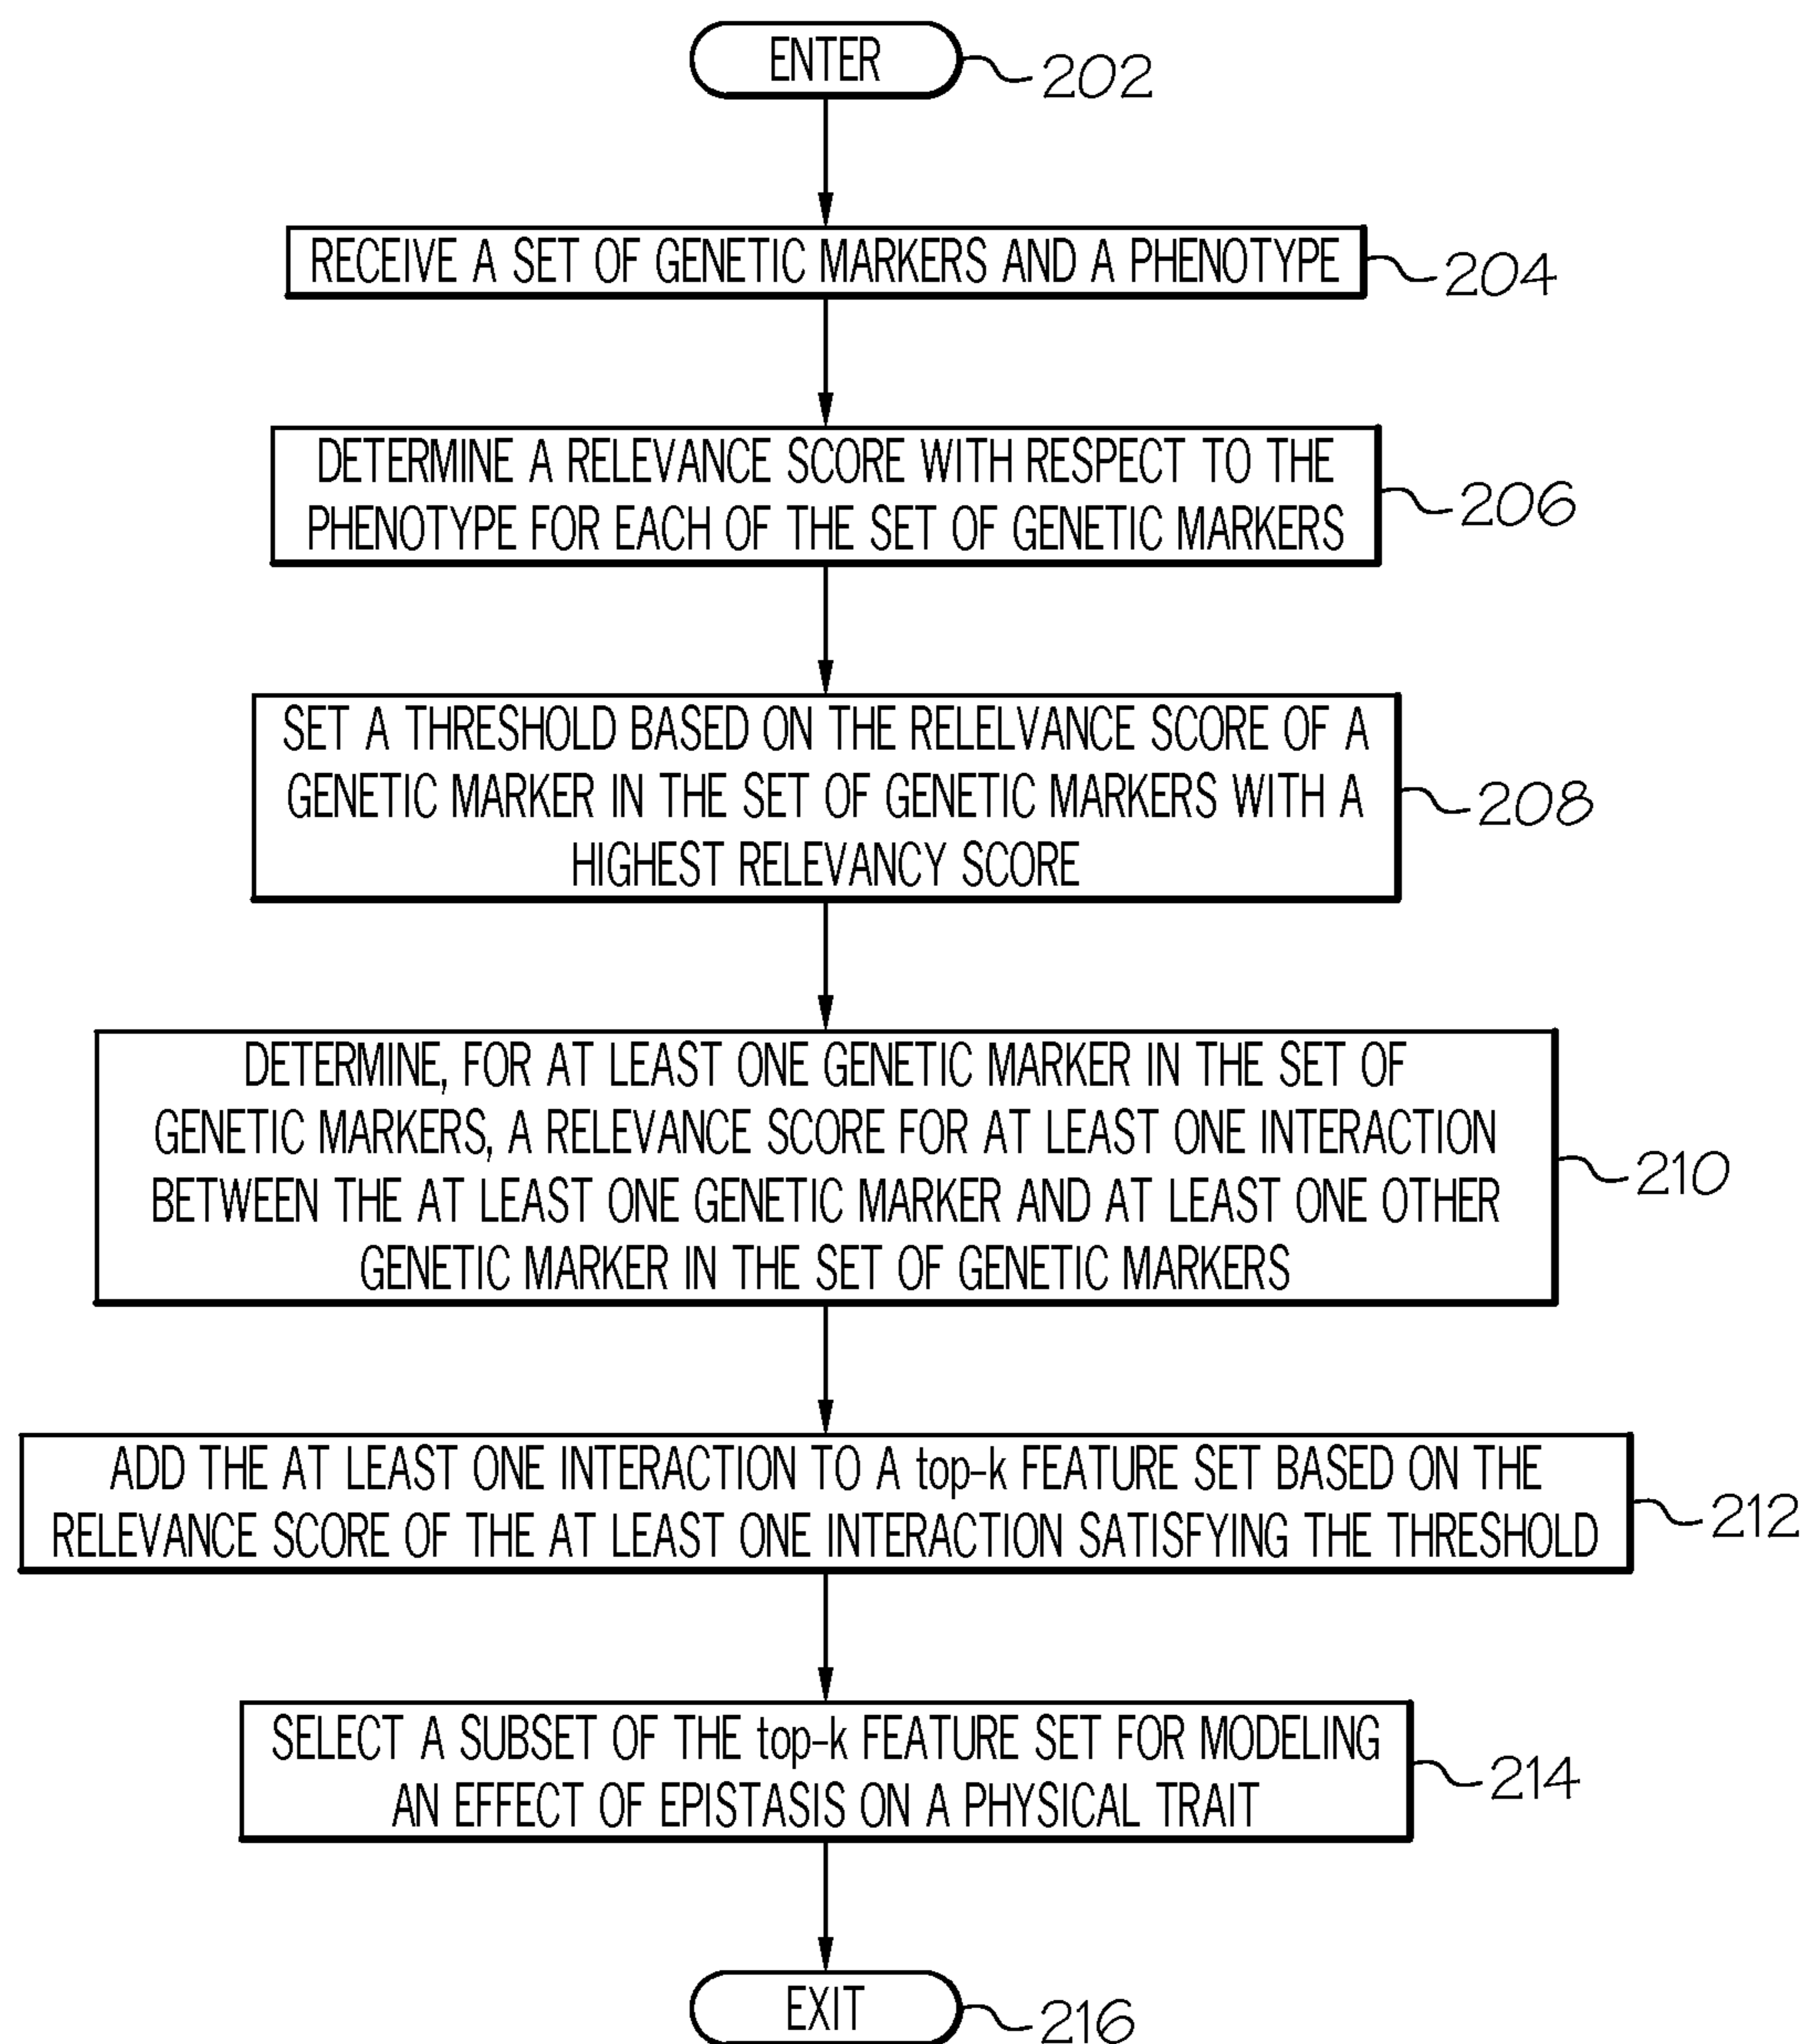 ENTER
202
RECEIVE A SET OF GENETIC MARKERS AND A PHENOTYPE
204
DETERMINE A RELEVANCE SCORE WITH RESPECT TO THE
PHENOTYPE FOR EACH OF THE SET OF GENETIC MARKERS
206
SET A THRESHOLD BASED ON THE RELELVANCE SCORE OF A
GENETIC MARKER IN THE SET OF GENETIC MARKERS WITH A
HIGHEST RELEVANCY SCORE
208
DETERMINE, FOR AT LEAST ONE GENETIC MARKER IN THE SET OF
GENETIC MARKERS, A RELEVANCE SCORE FOR AT LEAST ONE INTERACTION
BETWEEN THE AT LEAST ONE GENETIC MARKER AND AT LEAST ONE OTHER
GENETIC MARKER IN THE SET OF GENETIC MARKERS
210
ADD THE AT LEAST ONE INTERACTION TO A top-k FEATURE SET BASED ON THE
RELEVANCE SCORE OF THE AT LEAST ONE INTERACTION SATISFYING THE THRESHOLD
212
SELECT A SUBSET OF THE top-k FEATURE SET FOR MODELING
AN EFFECT OF EPISTASIS ON A PHYSICAL TRAIT
214
EXIT
216